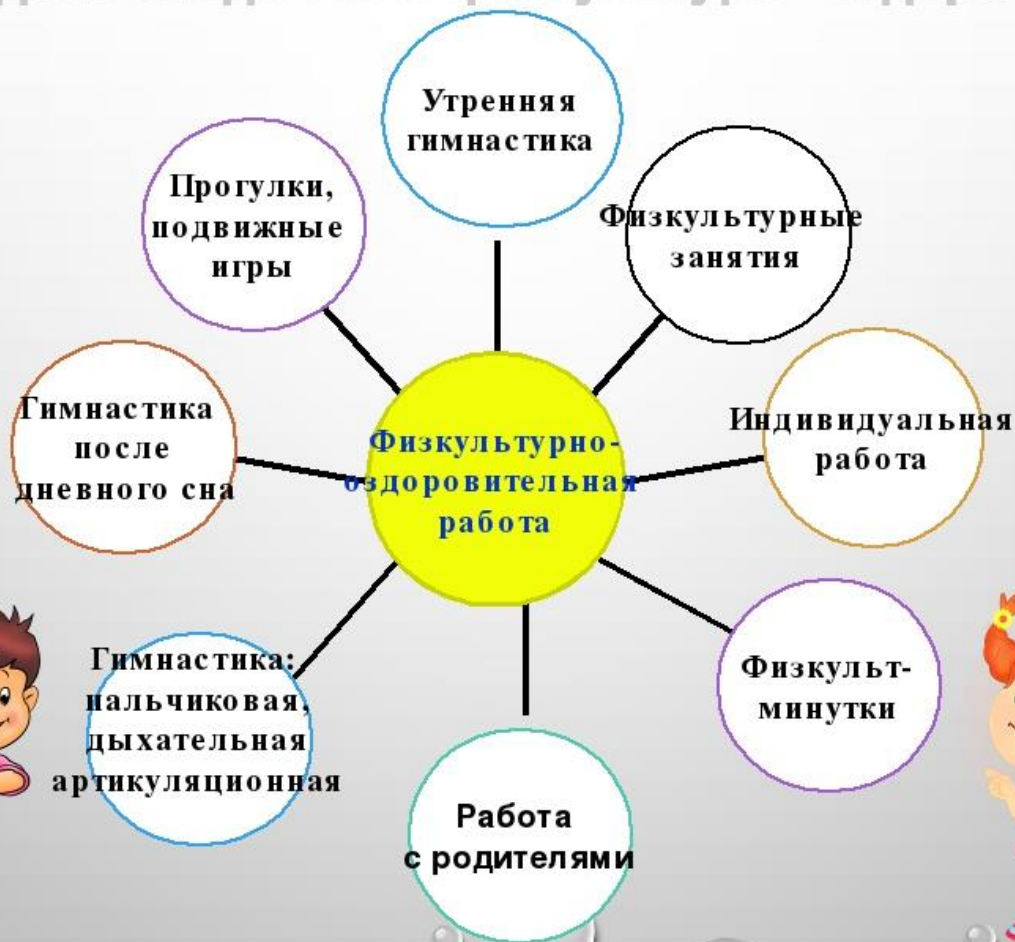 Утренняя
гимнастика
Физкультурные
занятия
Индивидуальная
работа
Физкульт-
минутки
Работа
с родителями
Гимнастика:
пальчиковая,
дыхательная
артикуляционная
Гимнастика
после
дневного сна
Прогулки,
подвижные
игры
Физкультурно-
оздоровительная
работа